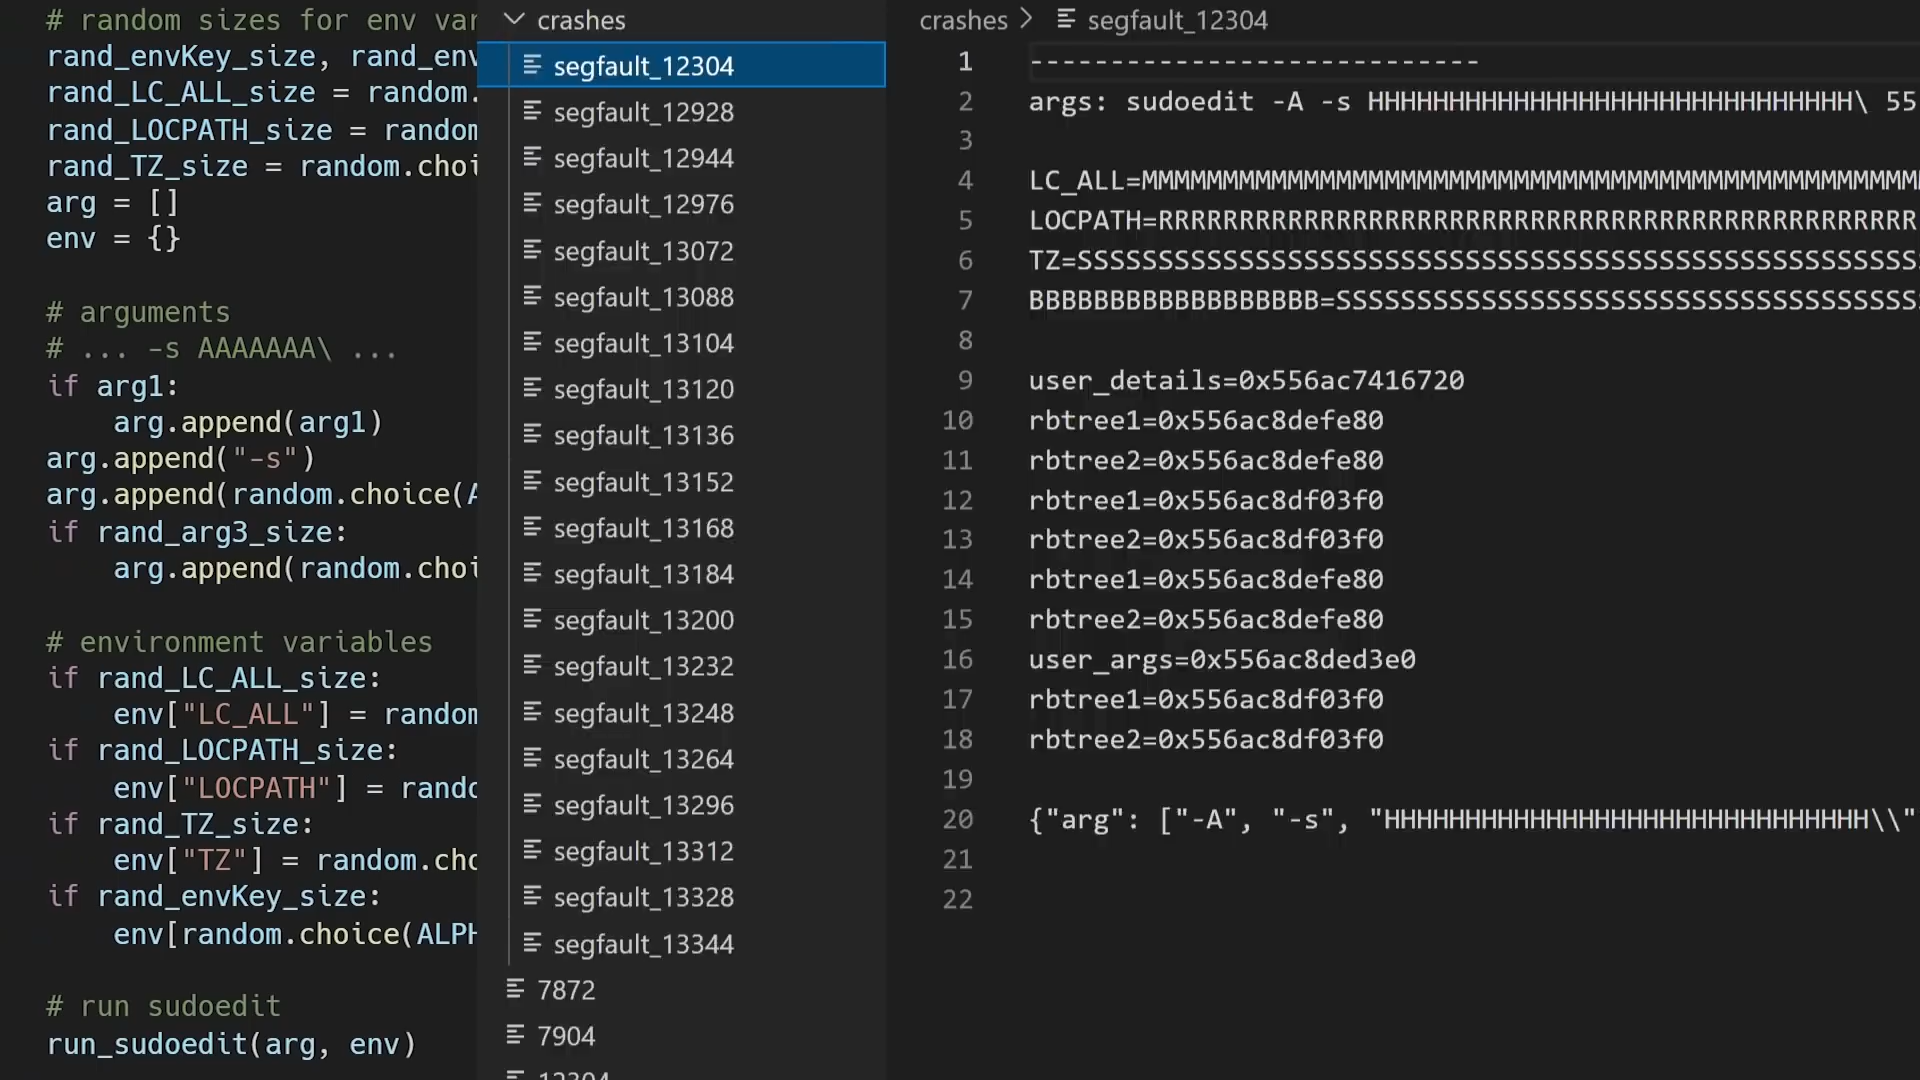 # random sizes for env var
rand_envKey_size, rand_env
rand_LC_ALL_size = random.
rand_LOCPATH_size = random
rand_TZ_size = random.choi
arg = []
env = {}
# arguments
# ... -s AAAAAAA\ ...
if arg1:
arg.append(arg1)
arg.append("-s")
arg.append(random.choice(A
if rand_arg3_size:
arg.append(random.choi
# environment variables
if rand_LC_ALL_size:
env["LC_ALL"] = random
if rand_LOCPATH_size:
env["LOCPATH"] = rando
if rand_TZ_size:
env["TZ"] = random.cho
if rand_envKey_size:
env[random.choice(ALPH
# run sudoedit
run_sudoedit(arg, env)
crashes
segfault_12304
segfault_12928
segfault_12944
segfault_12976
segfault_13072
segfault_13088
segfault_13104
segfault_13120
segfault_13136
segfault_13152
segfault_13168
segfault_13184
segfault_13200
segfault_13232
segfault_13248
segfault_13264
segfault_13296
segfault_13312
segfault_13328
segfault_13344
7872
7904
12304
crashes > segfault_12304
1 ----------------------------
2 args: sudoedit -A -s HHHHHHHHHHHHHHHHHHHHHHHHHHHHHH\ 55
3
4 LC_ALL=MMMMMMMMMMMMMMMMMMMMMMMMMMMMMMMMMMMMMMMMMMMMMMMM
5 LOCPATH=RRRRRRRRRRRRRRRRRRRRRRRRRRRRRRRRRRRRRRRRRRRRRRR
6 TZ=SSSSSSSSSSSSSSSSSSSSSSSSSSSSSSSSSSSSSSSSSSSSSSSSSSSS
7 BBBBBBBBBBBBBBBBBB=SSSSSSSSSSSSSSSSSSSSSSSSSSSSSSSSSSSS
8
9 user_details=0x556ac7416720
10 rbtree1=0x556ac8defe80
11 rbtree2=0x556ac8defe80
12 rbtree1=0x556ac8df03f0
13 rbtree2=0x556ac8df03f0
14 rbtree1=0x556ac8defe80
15 rbtree2=0x556ac8defe80
16 user_args=0x556ac8ded3e0
17 rbtree1=0x556ac8df03f0
18 rbtree2=0x556ac8df03f0
19
20 {"arg": ["-A", "-s", "HHHHHHHHHHHHHHHHHHHHHHHHHHHHHH\\"
21
22